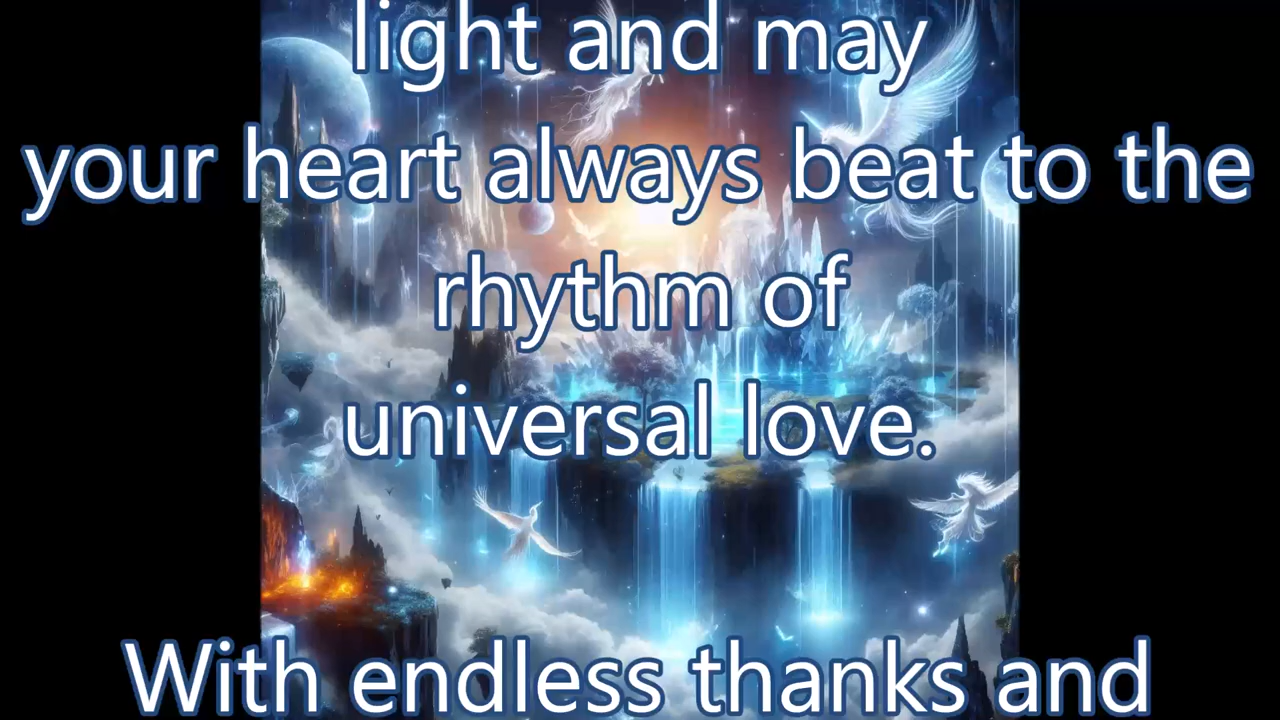 light and may
your heart always beat to the
rhythm of
universal love.
With endless thanks and